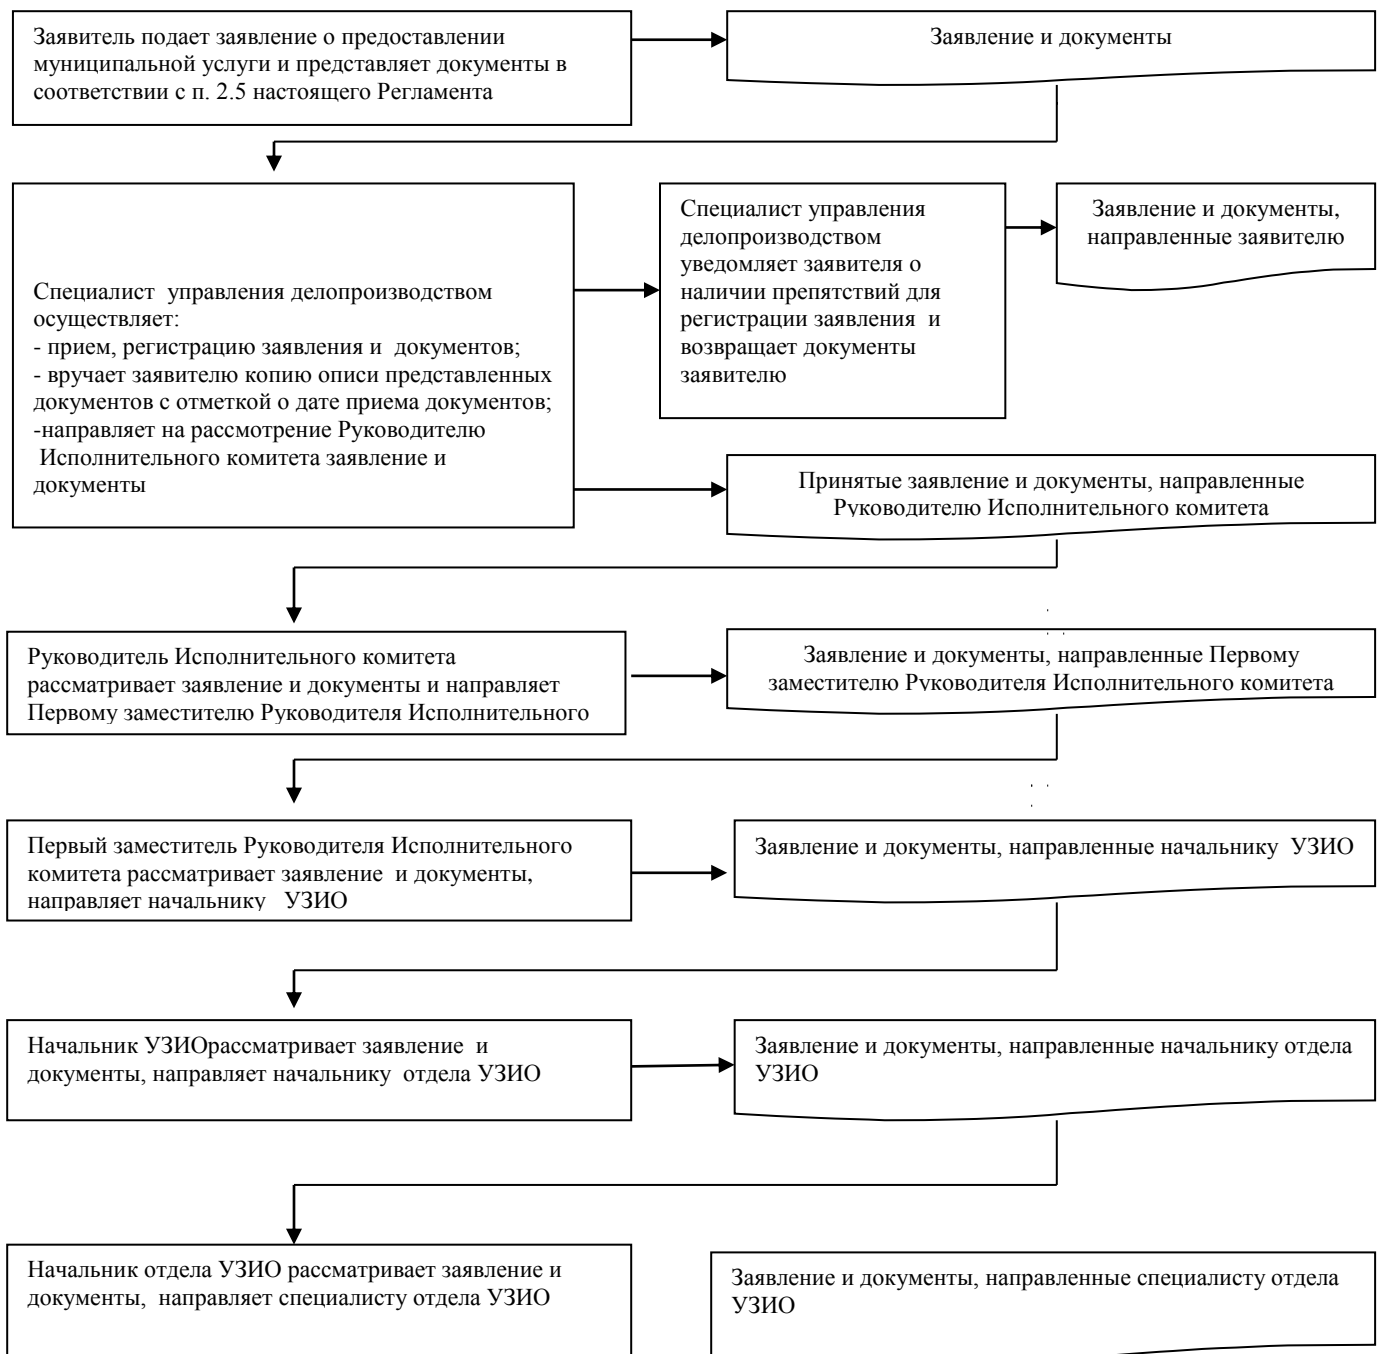 Заявитель подает заявление о предоставлении
муниципальной услуги и представляет документы в
соответствии с п. 2.5 настоящего Регламента
Заявление и документы
Специалист  управления делопроизводством
осуществляет:
- прием, регистрацию заявления и  документов;
- вручает заявителю копию описи представленных
документов с отметкой о дате приема документов;
-направляет на рассмотрение Руководителю
Исполнительного комитета заявление и
документы
Специалист управления
делопроизводством
уведомляет заявителя о
наличии препятствий для
регистрации заявления  и
возвращает документы
заявителю
Заявление и документы,
направленные заявителю
Принятые заявление и документы, направленные
Руководителю Исполнительного комитета
Руководитель Исполнительного комитета
рассматривает заявление и документы и направляет
Первому заместителю Руководителя Исполнительного
Заявление и документы, направленные Первому
заместителю Руководителя Исполнительного комитета
Первый заместитель Руководителя Исполнительного
комитета рассматривает заявление  и документы,
направляет начальнику   УЗИО
Заявление и документы, направленные начальнику  УЗИО
Начальник УЗИОрассматривает заявление  и
документы, направляет начальнику  отдела УЗИО
Заявление и документы, направленные начальнику отдела
УЗИО
Начальник отдела УЗИО рассматривает заявление и
документы,  направляет специалисту отдела УЗИО
Заявление и документы, направленные специалисту отдела
УЗИО